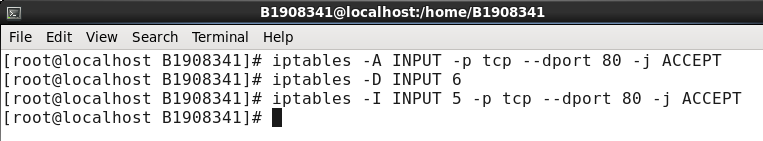 B1908341@localhost:/home/B1908341
File Edit View Search Terminal Help
[root@localhost B1908341]# iptables -A INPUT -p tcp --dport 80 -j ACCEPT
[root@localhost B1908341]# iptables -D INPUT 6
[root@localhost B1908341]# iptables -I INPUT 5 -p tcp --dport 80 -j ACCEPT
[root@localhost B1908341]#